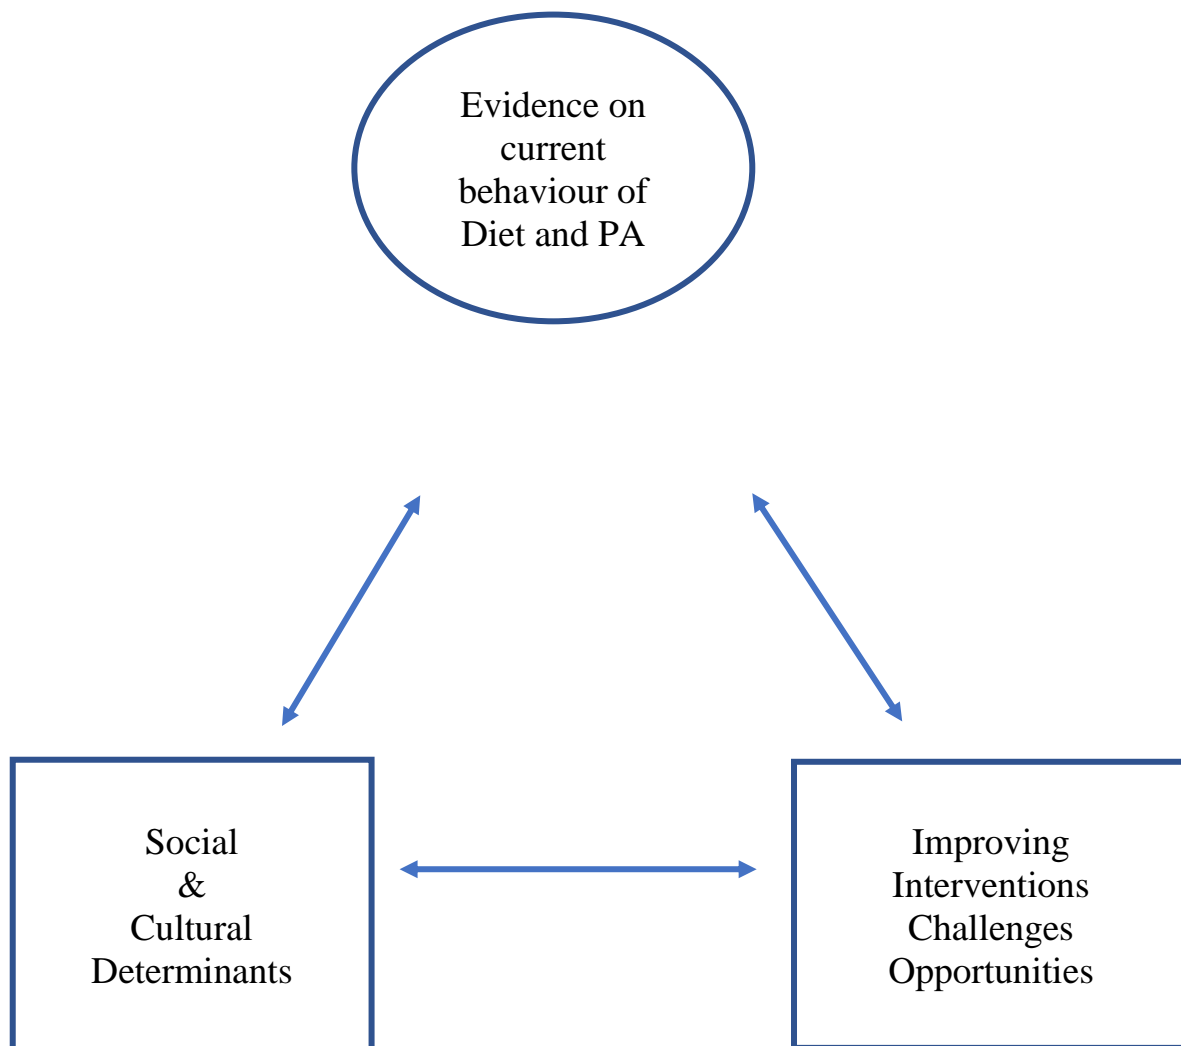 Evidence on
current
behaviour of
Diet and PA
Social
&
Cultural
Determinants
Improving
Interventions
Challenges
Opportunities